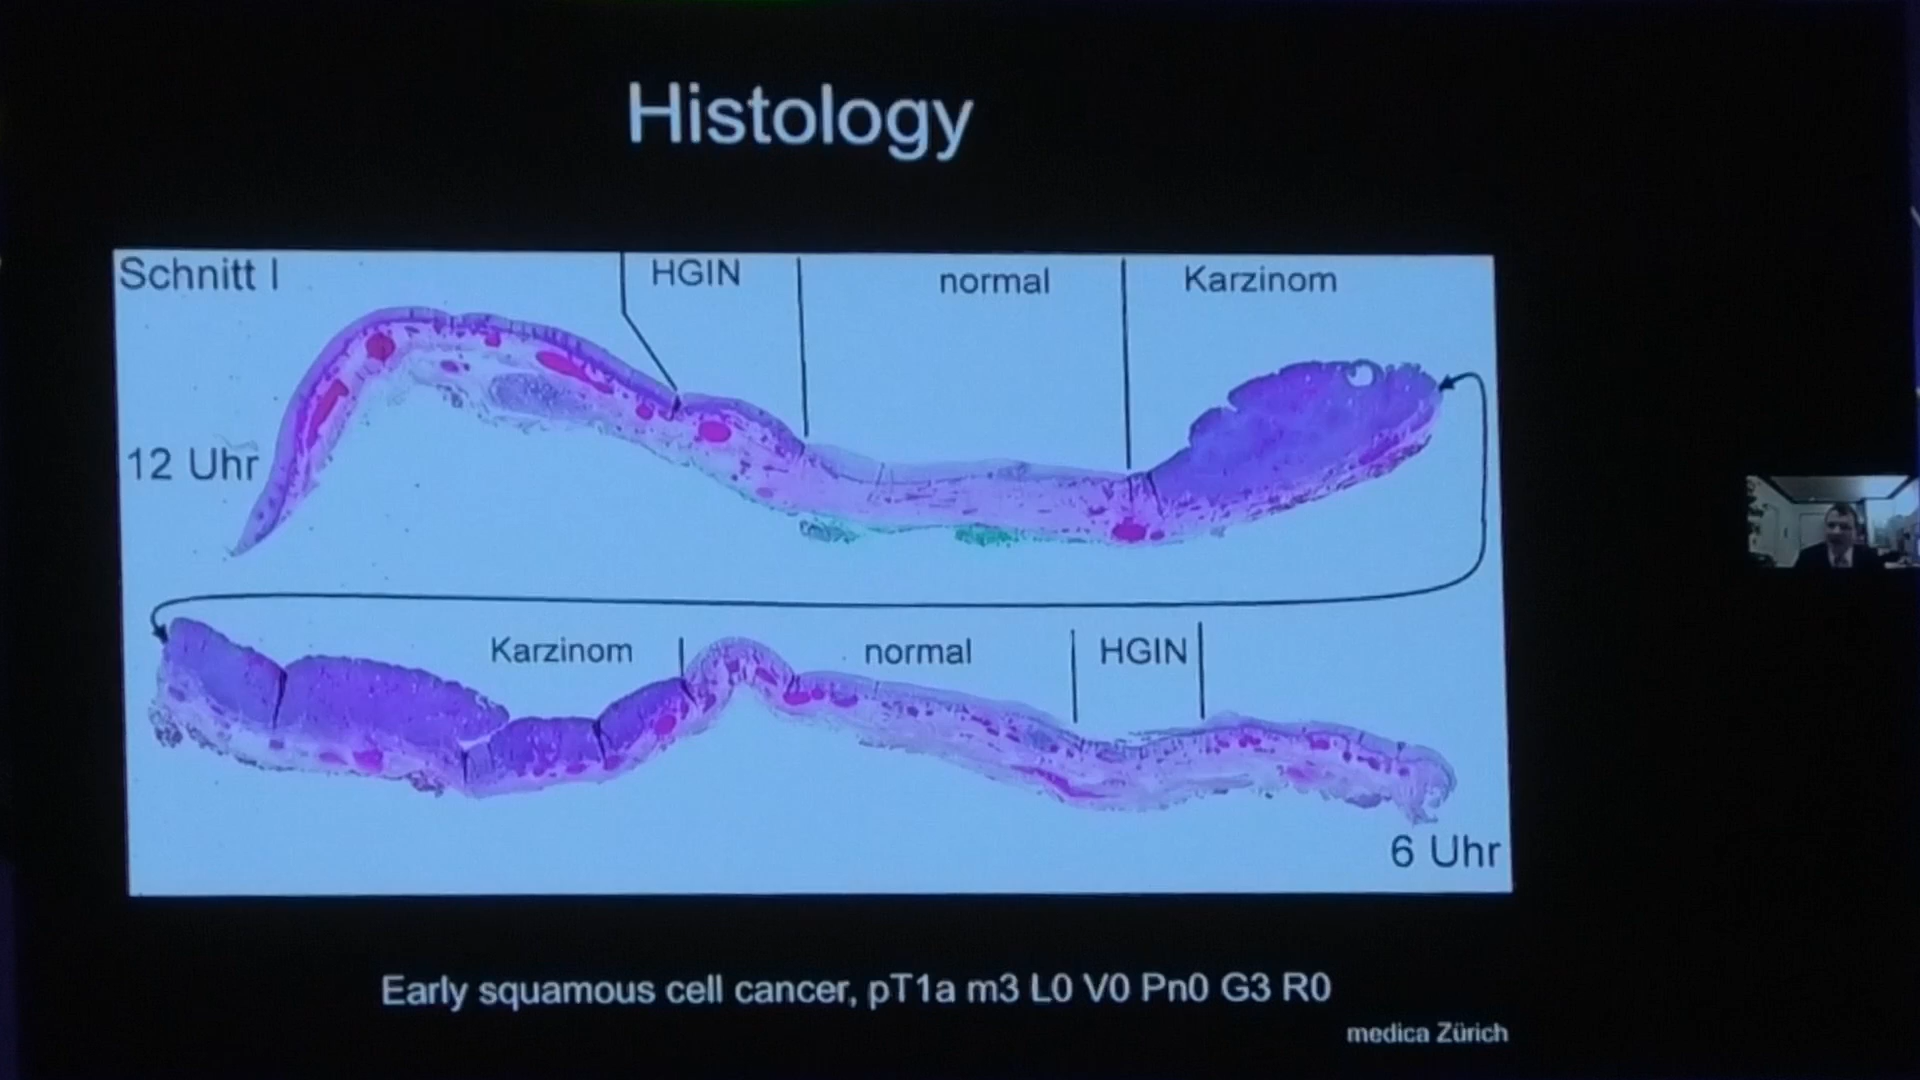 Histology
Schnitt I
HGIN
normal
Karzinom
12 Uhr
Karzinom
normal
HGIN
6 Uhr
Early squamous cell cancer, pT1a m3 L0 V0 Pn0 G3 R0
medica Zürich